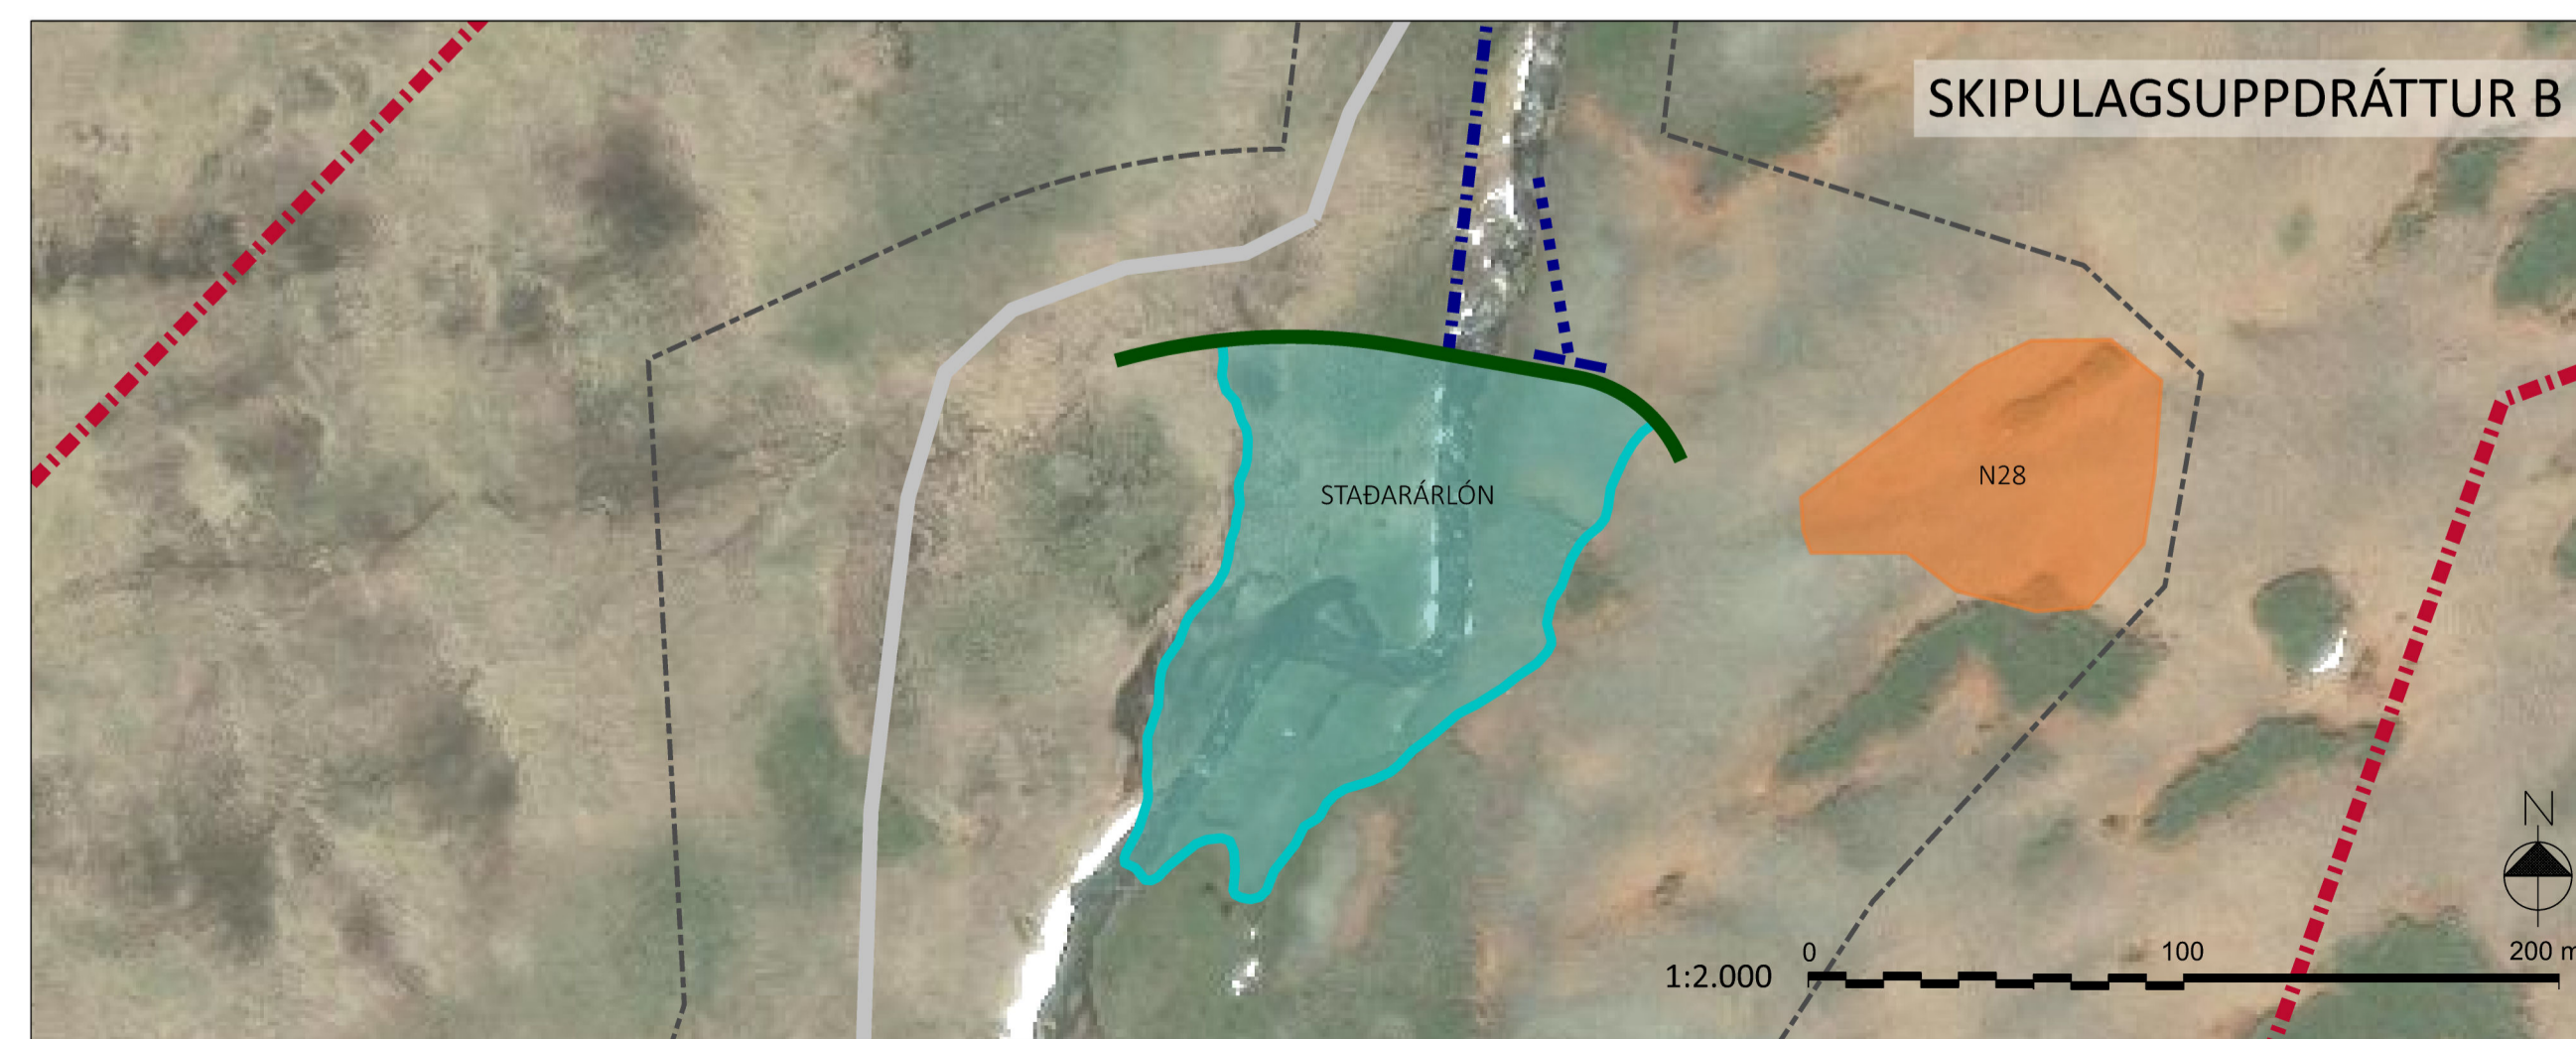 SKIPULAGSUPPDRÁTTUR B
STAÐARÁRLÓN
N28
N
1:2.000
0 100 200 m